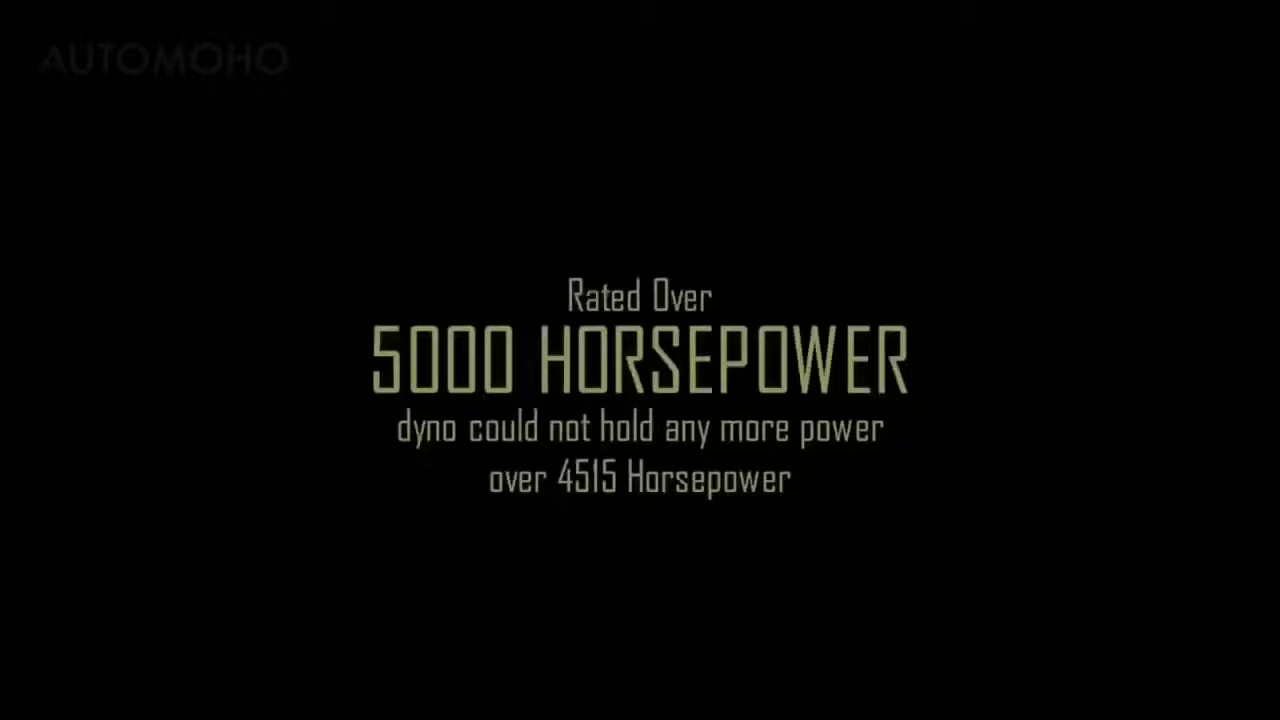 AUTOMOHO
Rated Over
5000 HORSEPOWER
dyno could not hold any more power
over 4515 Horsepower